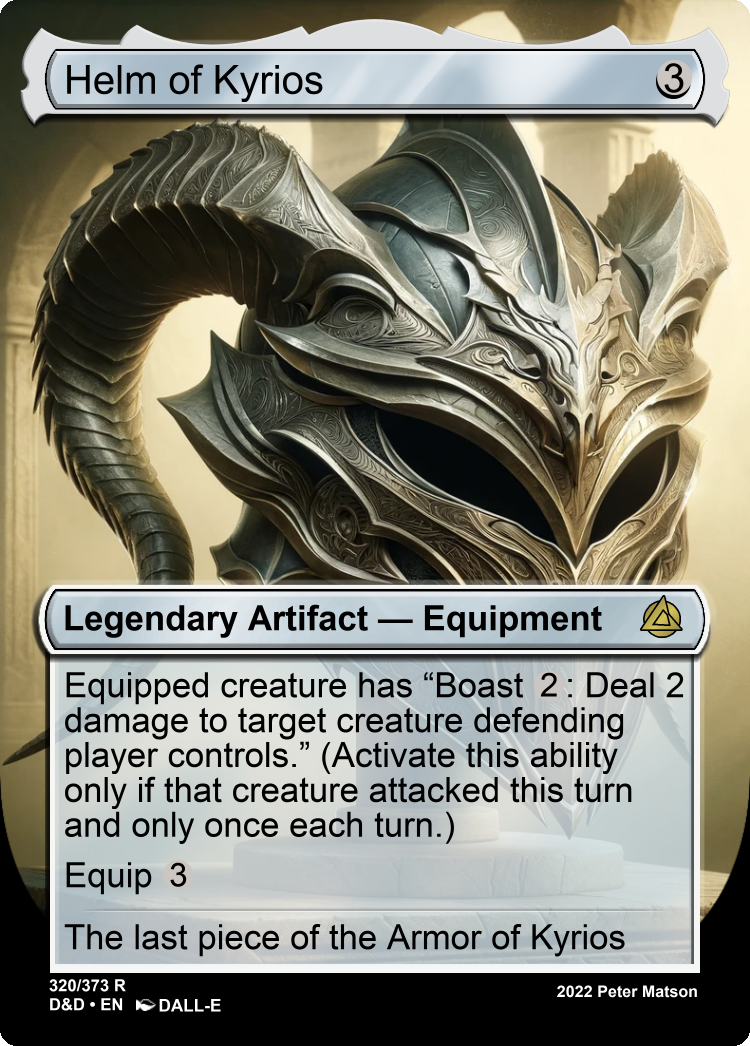 Helm of Kyrios 3
Legendary Artifact — Equipment
Equipped creature has “Boast 2 : Deal 2
damage to target creature defending
player controls.” (Activate this ability
only if that creature attacked this turn
and only once each turn.)
Equip 3
The last piece of the Armor of Kyrios
320/373 R
D&D • EN DALL-E
2022 Peter Matson